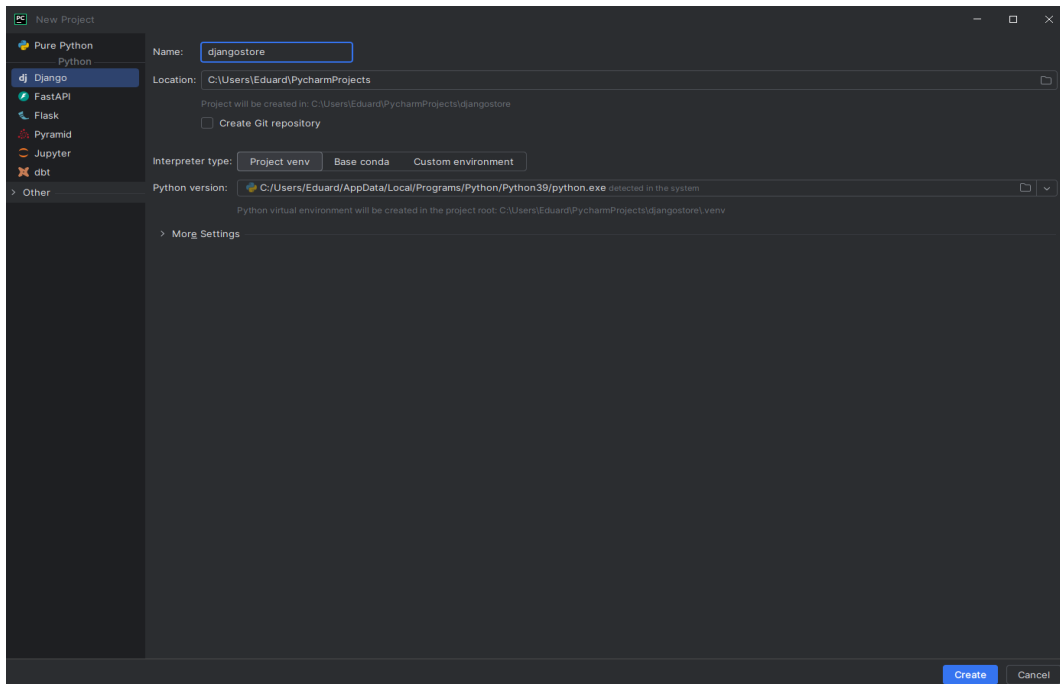 PC New Project
Pure Python
Python
dj Django
FastAPI
Flask
Pyramid
Jupyter
dbt
> Other
Name: djangostore
Location: C:\Users\Eduard\PycharmProjects
Project will be created in: C:\Users\Eduard\PycharmProjects\djangostore
Create Git repository
Interpreter type: Project venv Base conda Custom environment
Python version: C:/Users/Eduard/AppData/Local/Programs/Python/Python39/python.exe detected in the system
Python virtual environment will be created in the project root: C:\Users\Eduard\PycharmProjects\djangostore\.venv
> More Settings
Create Cancel